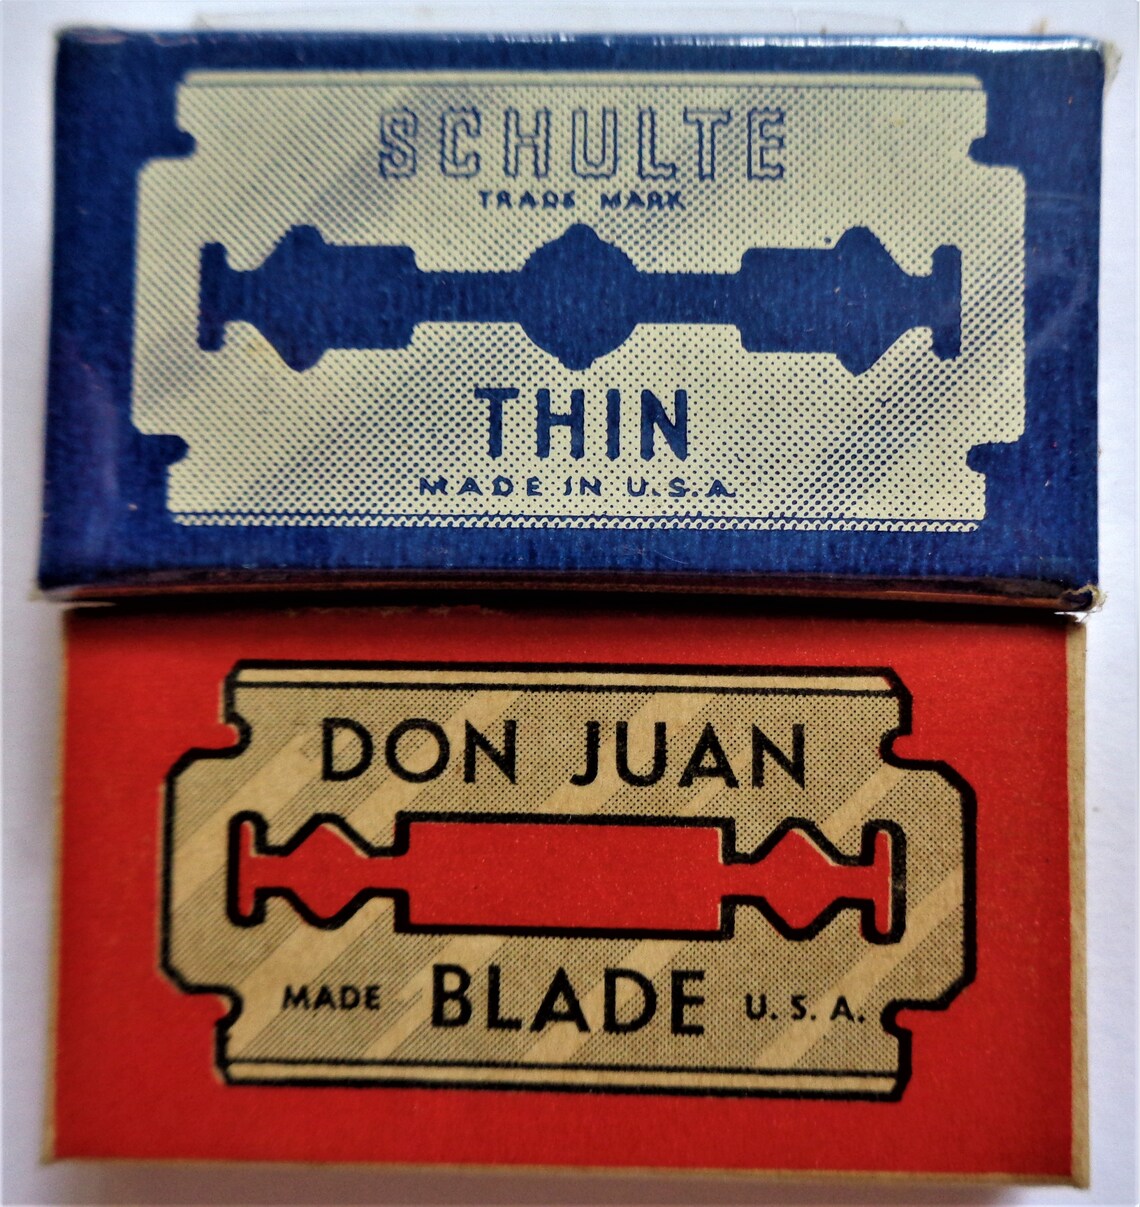 SCHULTE
TRADE MARK
THIN
MADE IN U.S.A.
DON JUAN
MADE BLADE U. S. A.